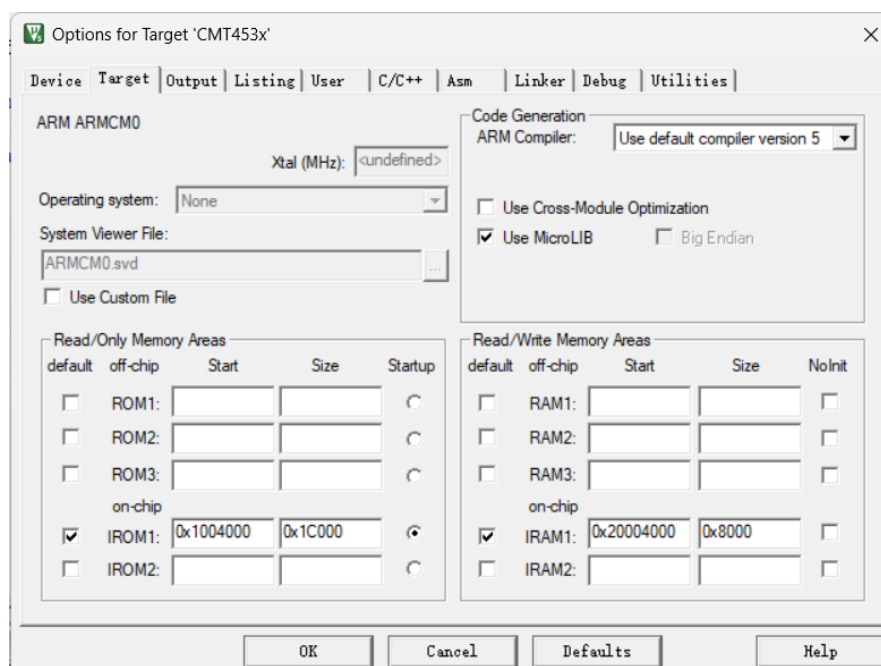 Options for Target 'CMT453x'
Device Target Output Listing User C/C++ Asm Linker Debug Utilities
ARM ARMCM0
Xtal (MHz): <undefined>
Operating system: None
System Viewer File:
ARMCM0.svd ...
Use Custom File
Code Generation
ARM Compiler: Use default compiler version 5
Use Cross-Module Optimization
Use MicroLIB Big Endian
Read/Only Memory Areas
default off-chip Start Size Startup
ROM1:
ROM2:
ROM3:
on-chip
IROM1: 0x1004000 0x1C000
IROM2:
Read/Write Memory Areas
default off-chip Start Size NoInit
RAM1:
RAM2:
RAM3:
on-chip
IRAM1: 0x20004000 0x8000
IRAM2:
OK Cancel Defaults Help